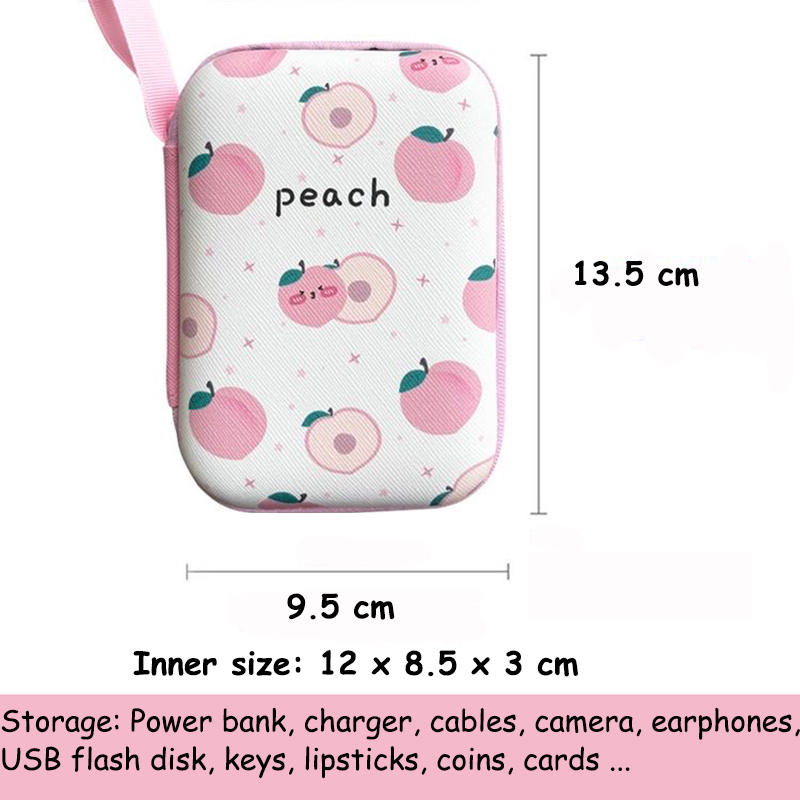 peach
13.5 cm
9.5 cm
Inner size: 12 x 8.5 x 3 cm
Storage: Power bank, charger, cables, camera, earphones,
USB flash disk, keys, lipsticks, coins, cards ...